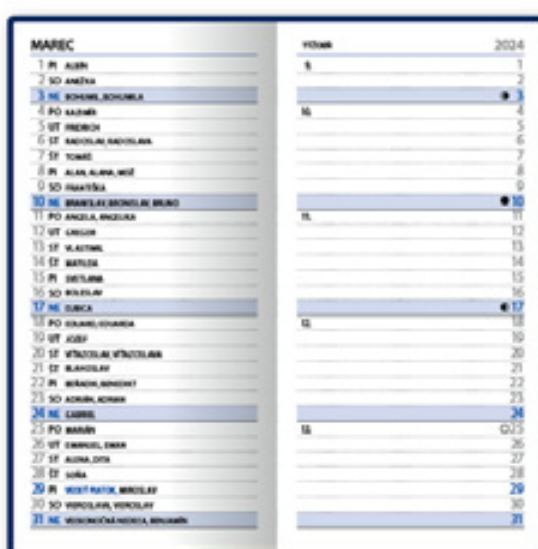 MAREC
1 PI ALBÍN
2 SO ANEŽKA
3 NE BOHUMIL, BOHUMILA
4 PO KAZIMÍR
5 UT FRIDRICH
6 ST RADOSLAV, RADOSLAVA
7 ŠT TOMÁŠ
8 PI ALAN, ALANA, MDŽ
9 SO FRANTIŠKA
10 NE BRANISLAV, BRONISLAV, BRUNO
11 PO ANGELA, ANGELIKA
12 UT GREGOR
13 ST VLASTIMIL
14 ŠT MATILDA
15 PI SVETLANA
16 SO BOLESLAV
17 NE ĽUBICA
18 PO EDUARD, EDUARDA
19 UT JOZEF
20 ST VÍŤAZOSLAV, VÍŤAZOSLAVA
21 ŠT BLAHOSLAV
22 PI BEŇADIK, BENEDIKT
23 SO ADRIÁN, ADRIAN
24 NE GABRIEL
25 PO MARIÁN
26 UT EMANUEL, EMAN
27 ST ALENA, DITA
28 ŠT SOŇA
29 PI VEĽKÝ PIATOK, MIROSLAV
30 SO VIEROSLAVA, VIEROSLAV
31 NE VEĽKONOČNÁ NEDEĽA, BENJAMÍN
TÝŽDEŇ 2024
9. 1
2
3
10. 4
5
6
7
8
9
10
11. 11
12
13
14
15
16
17
12. 18
19
20
21
22
23
24
13. 25
26
27
28
29
30
31